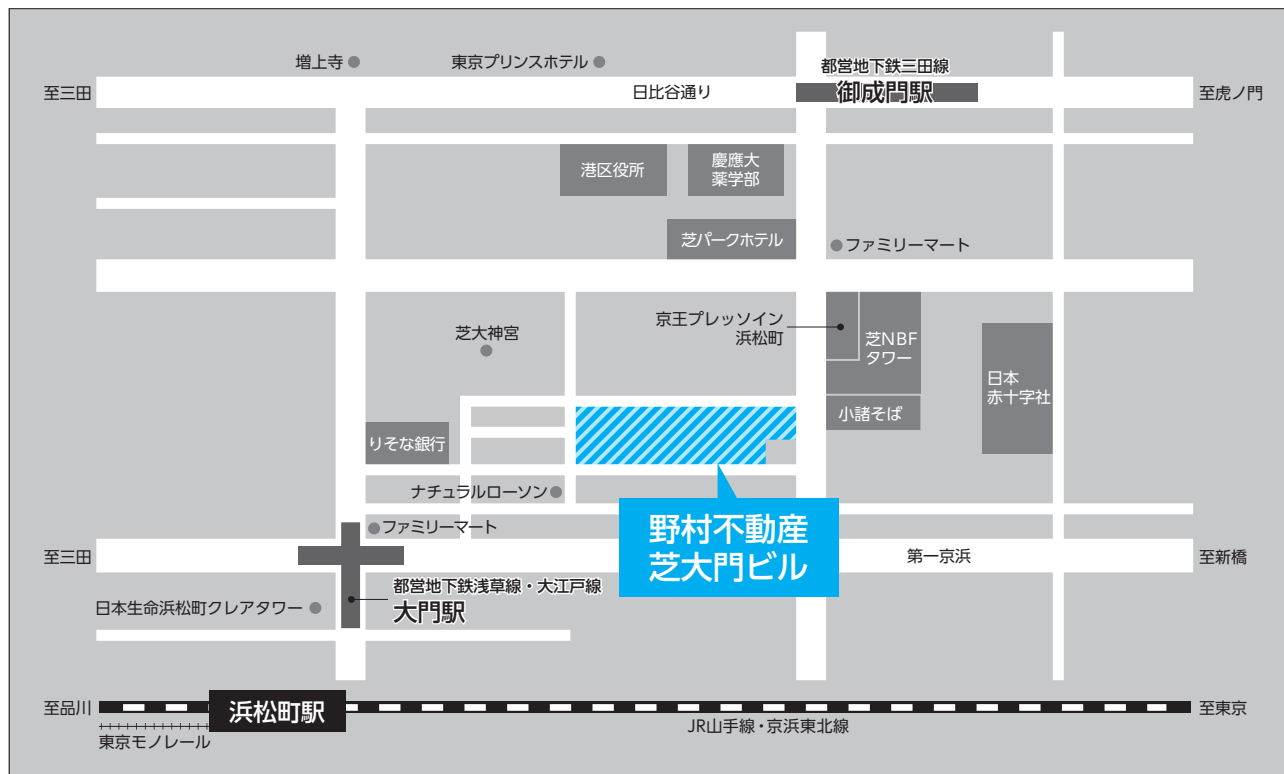 増上寺
東京プリンスホテル
都営地下鉄三田線
御成門駅
至三田
日比谷通り
至虎ノ門
港区役所
慶應大
薬学部
芝パークホテル
ファミリーマート
京王プレッソイン
浜松町
芝大神宮
芝NBF
タワー
日本
赤十字社
小諸そば
りそな銀行
ナチュラルローソン
ファミリーマート
野村不動産
芝大門ビル
至三田
第一京浜
至新橋
都営地下鉄浅草線・大江戸線
大門駅
日本生命浜松町クレアタワー
至品川
浜松町駅
至東京
JR山手線・京浜東北線
東京モノレール